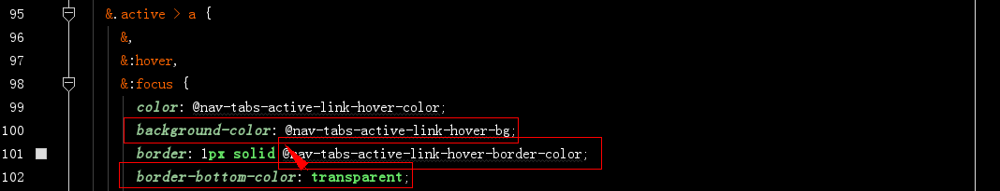 95 &.active > a {
96 &,
97 &:hover,
98 &:focus {
99 color: @nav-tabs-active-link-hover-color;
100 background-color: @nav-tabs-active-link-hover-bg;
101 border: 1px solid @nav-tabs-active-link-hover-border-color;
102 border-bottom-color: transparent;